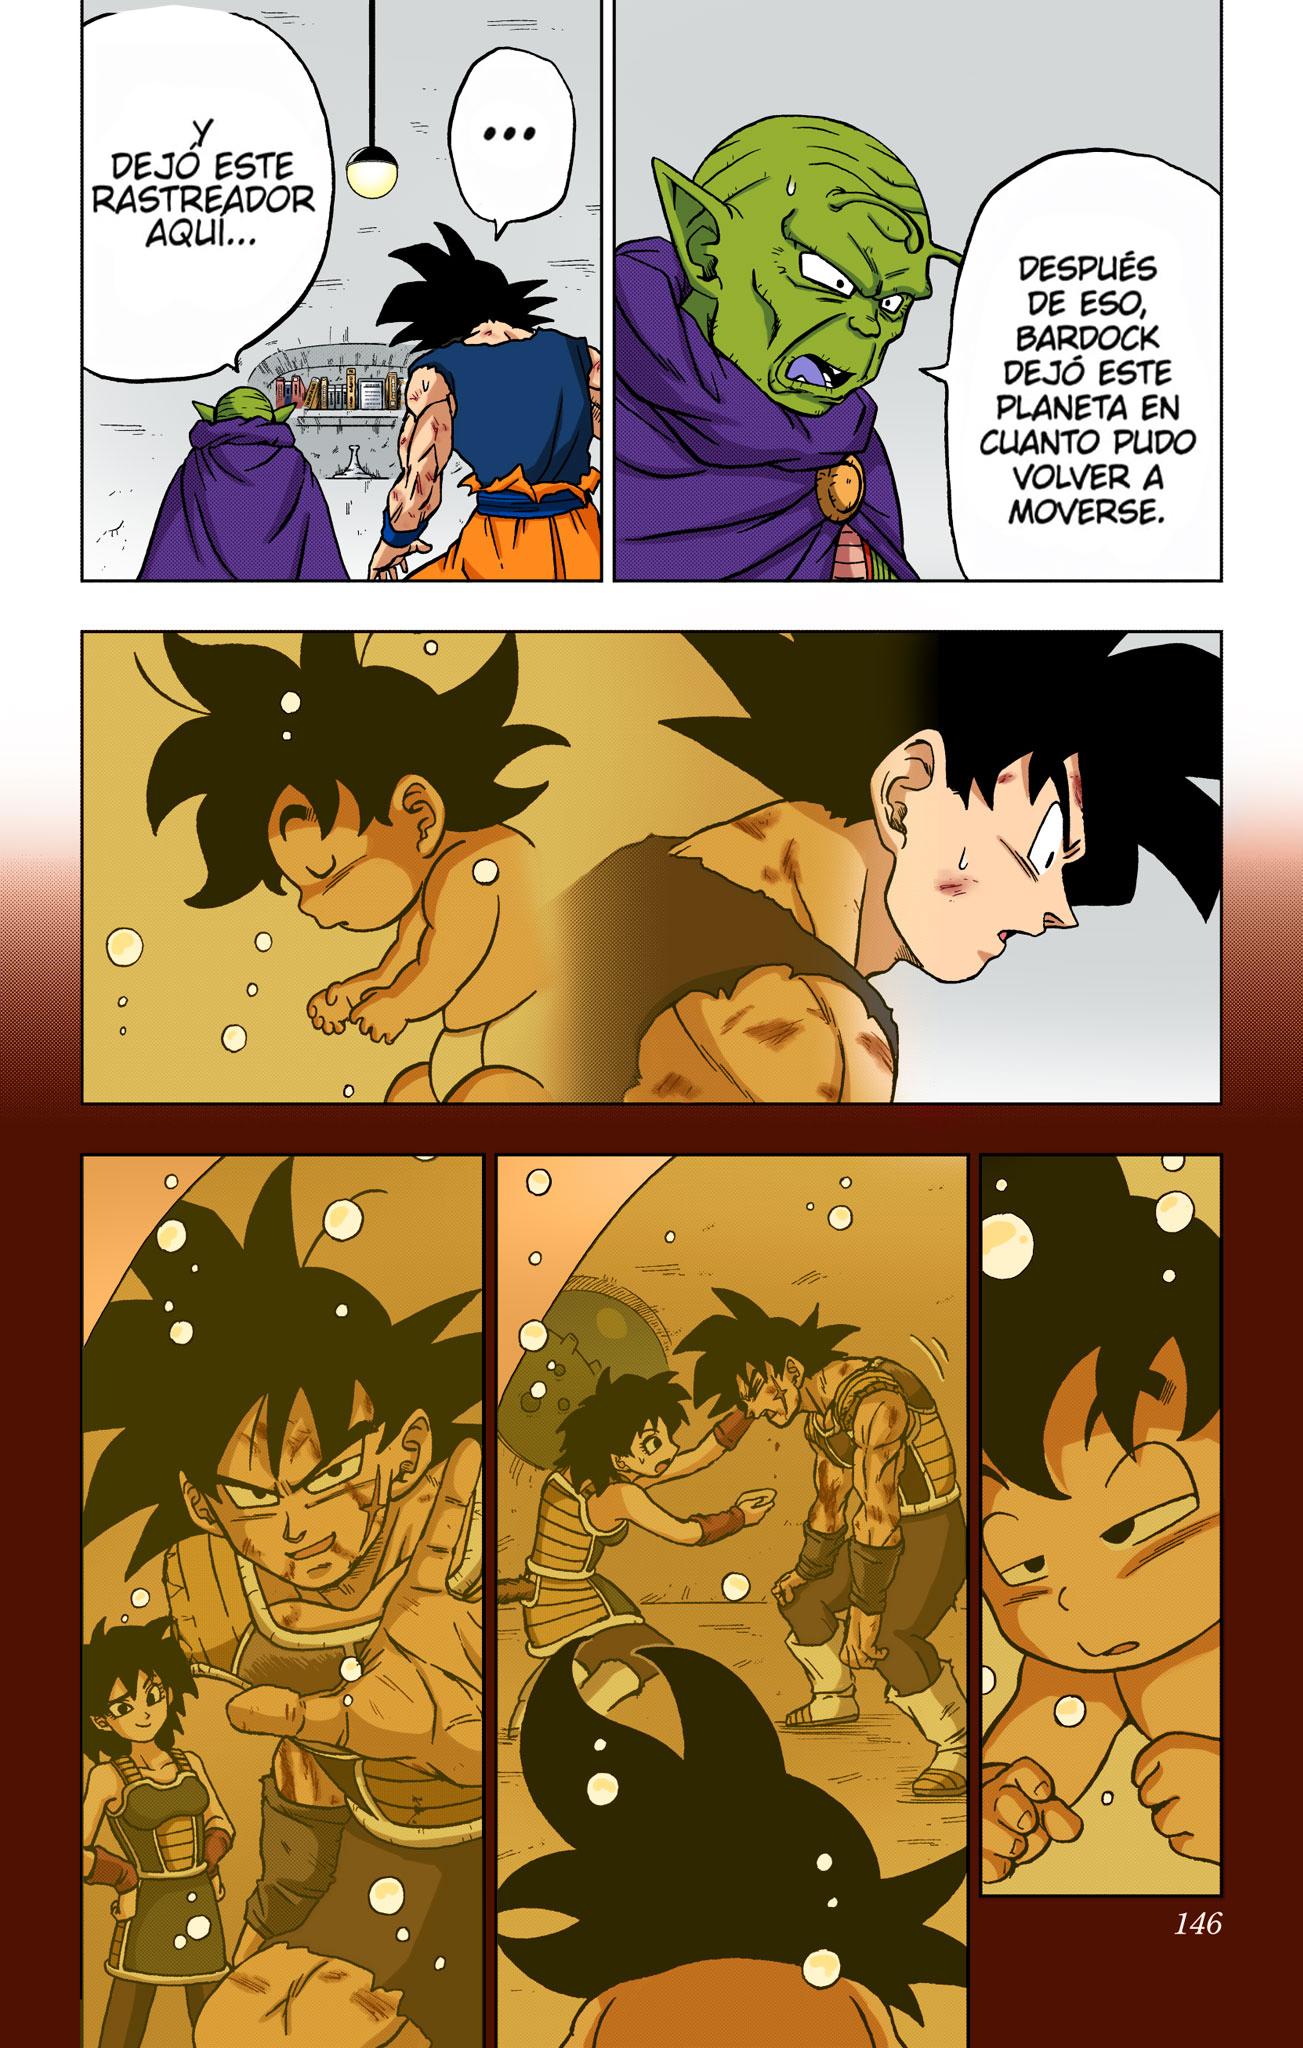 DESPUÉS
DE ESO,
BARDOCK
DEJÓ ESTE
PLANETA EN
CUANTO PUDO
VOLVER A
MOVERSE.
...
Y
DEJÓ ESTE
RASTREADOR
AQUÍ...
146